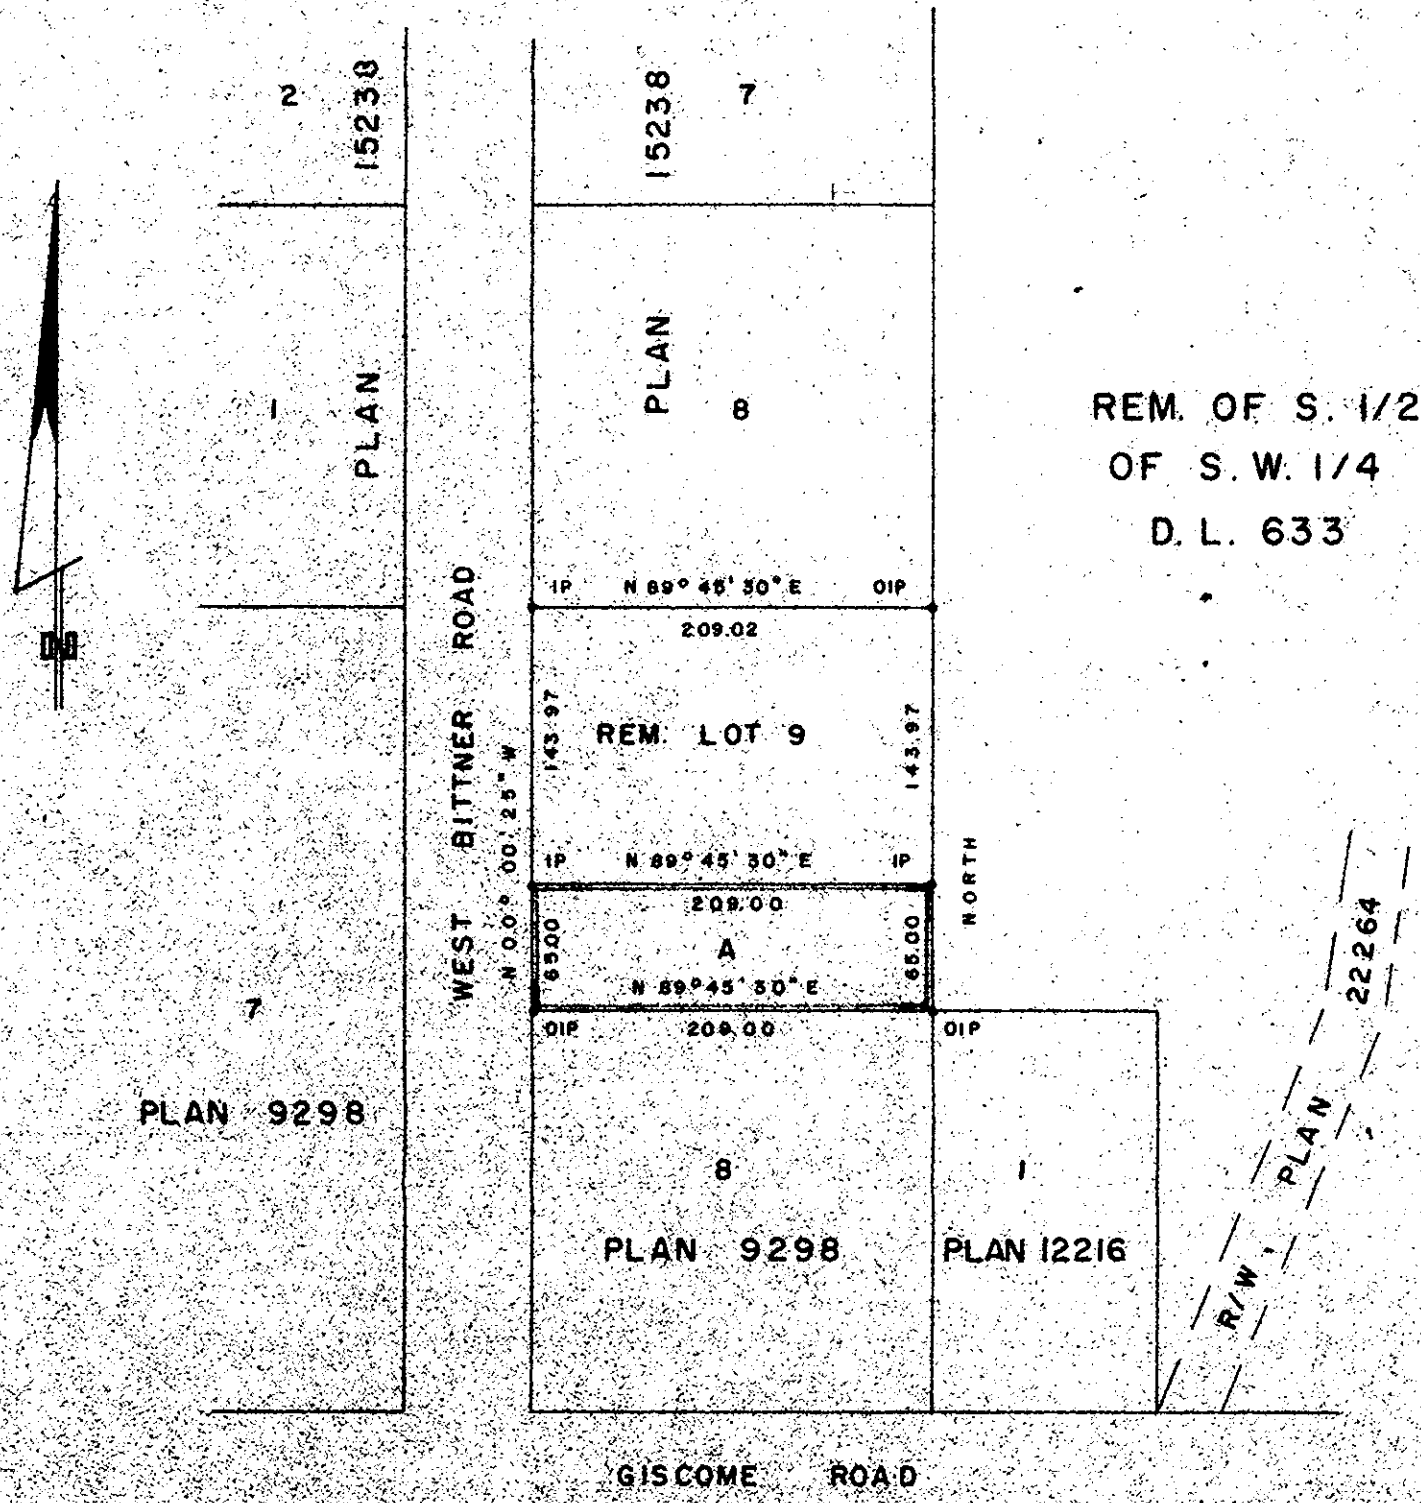 2
PLAN 15238
7
PLAN 15238
1
8
REM. OF S. 1/2
OF S. W. 1/4
D. L. 633
IP N 89° 45' 30" E OIP
209.02
N
WEST BITTNER ROAD
N 00° 00' 25" W
143.97
REM. LOT 9
143.97
NORTH
IP N 89° 45' 30" E IP
209.00
65.00
A
65.00
N 89° 45' 30" E
OIP 209.00 OIP
7
PLAN 9298
8
PLAN 9298
1
PLAN 12216
R/W PLAN 22264
GISCOME ROAD